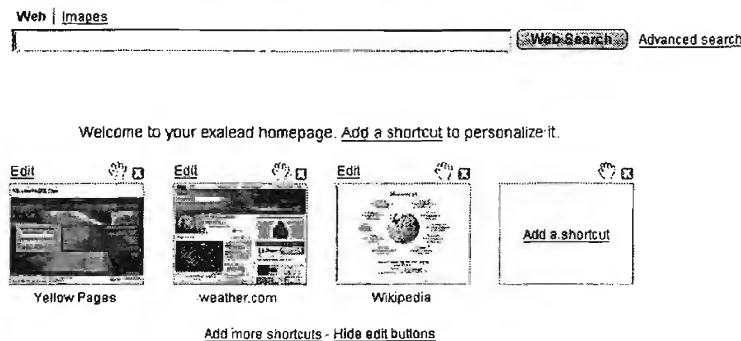 Web | Images
Web Search Advanced search
Welcome to your exalead homepage. Add a shortcut to personalize it.
Edit Edit Edit
Add a shortcut
Yellow Pages weather.com Wikipedia
Add more shortcuts - Hide edit buttons